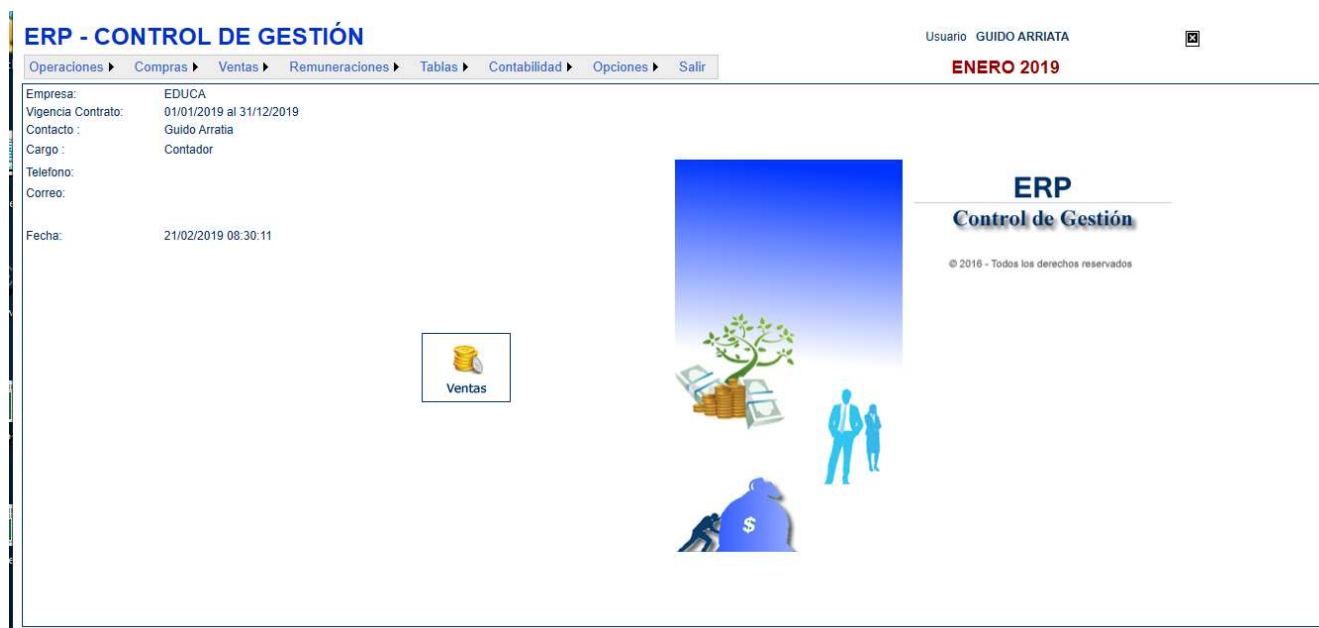 ERP - CONTROL DE GESTIÓN
Usuario GUIDO ARRIATA
Operaciones Compras Ventas Remuneraciones Tablas Contabilidad Opciones Salir
ENERO 2019
Empresa: EDUCA
Vigencia Contrato: 01/01/2019 al 31/12/2019
Contacto : Guido Arratia
Cargo : Contador
Telefono:
Correo:
Fecha: 21/02/2019 08:30:11
Ventas
$
ERP
Control de Gestión
© 2016 - Todos los derechos reservados